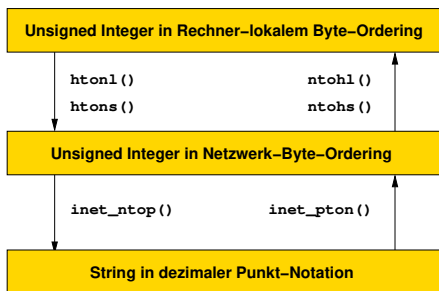 Unsigned Integer in Rechner-lokalem Byte-Ordering
htonl() ntohl()
htons() ntohs()
Unsigned Integer in Netzwerk-Byte-Ordering
inet_ntop() inet_pton()
String in dezimaler Punkt-Notation